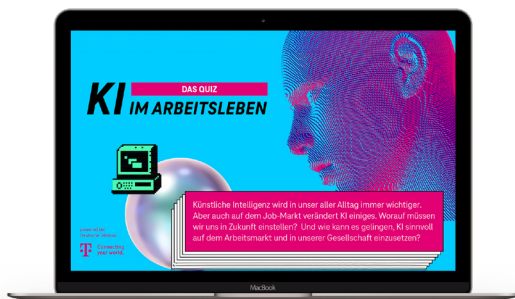 DAS QUIZ
KI IM ARBEITSLEBEN
Künstliche Intelligenz wird in unser aller Alltag immer wichtiger.
Aber auch auf dem Job-Markt verändert KI einiges. Worauf müssen
wir uns in Zukunft einstellen? Und wie kann es gelingen, KI sinnvoll
auf dem Arbeitsmarkt und in unserer Gesellschaft einzusetzen?
T
Connecting
your world.
MacBook